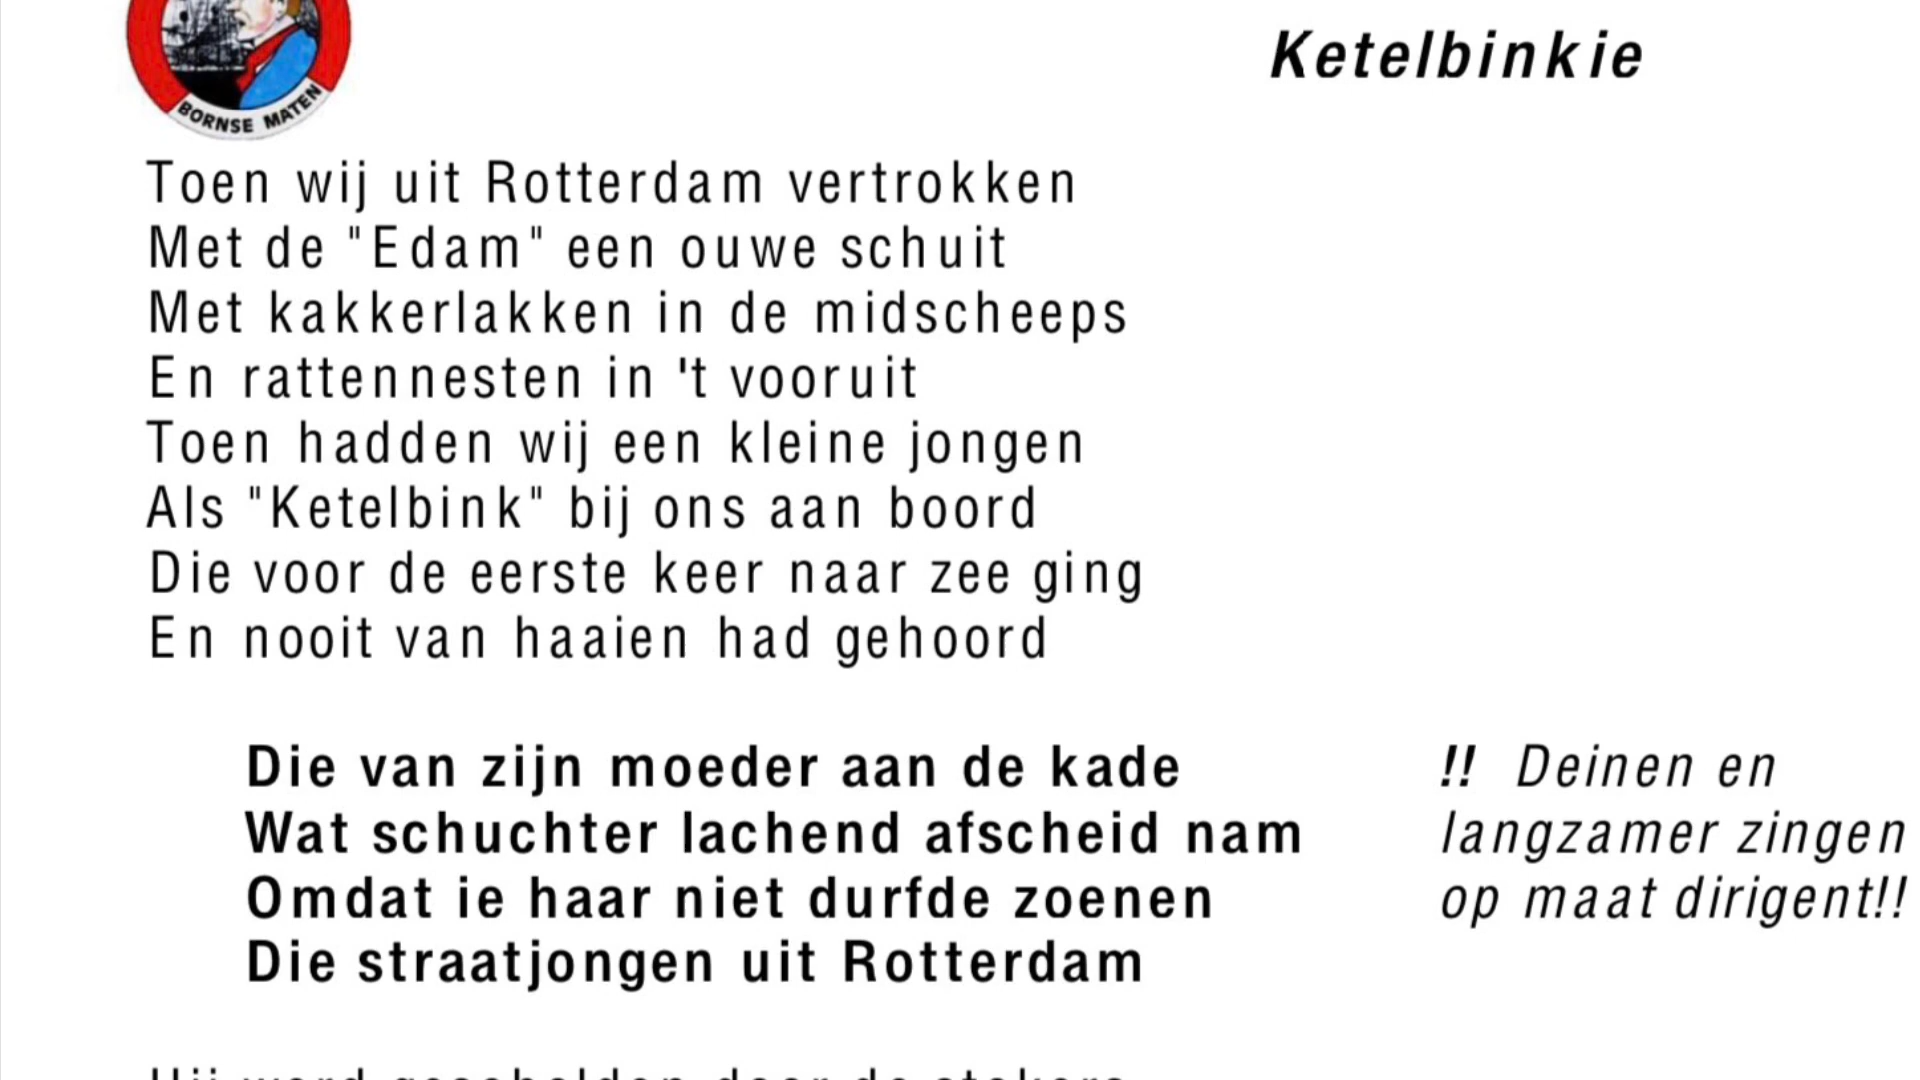 BORNSE MATEN
Ketelbinkie
Toen wij uit Rotterdam vertrokken
Met de "Edam" een ouwe schuit
Met kakkerlakken in de midscheeps
En rattennesten in 't vooruit
Toen hadden wij een kleine jongen
Als "Ketelbink" bij ons aan boord
Die voor de eerste keer naar zee ging
En nooit van haaien had gehoord
Die van zijn moeder aan de kade
Wat schuchter lachend afscheid nam
Omdat ie haar niet durfde zoenen
Die straatjongen uit Rotterdam
!! Deinen en
langzamer zingen
op maat dirigent!!